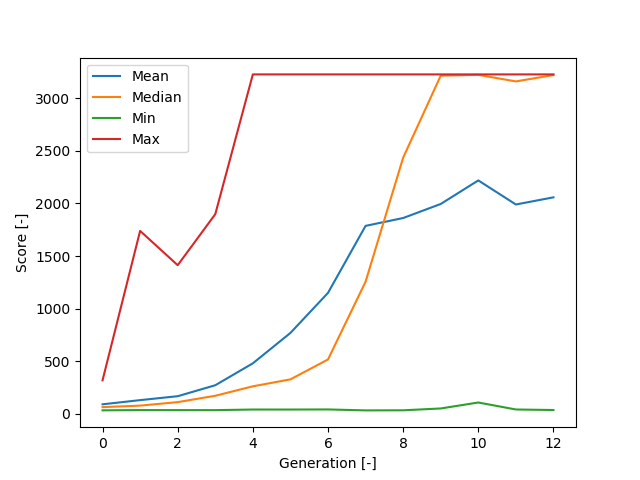 Mean
Median
Min
Max
3000
2500
2000
1500
1000
500
0
Score [-]
0 2 4 6 8 10 12
Generation [-]